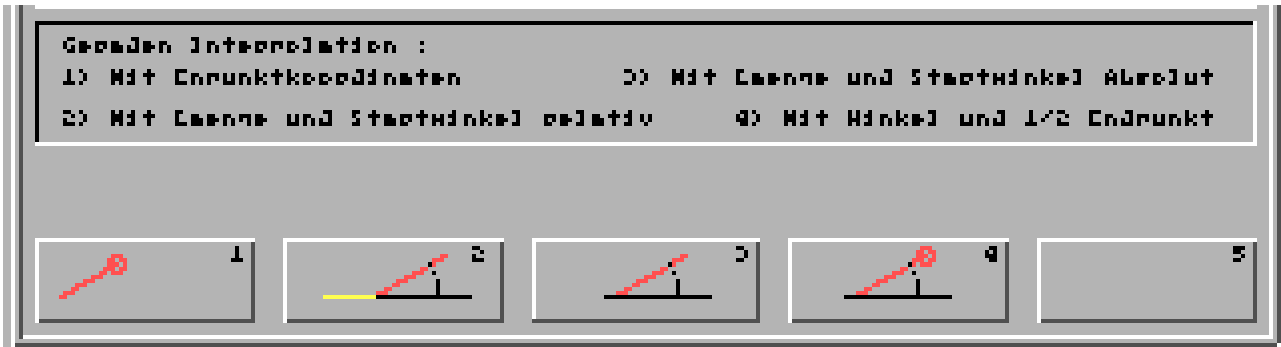 Geraden Interpolation :
1) Mit Enpunktkoordinaten 3) Mit Laenge und Startwinkel Absolut
2) Mit Laenge und Startwinkel relativ 4) Mit Winkel und 1/2 Endpunkt
1 2 3 4 5